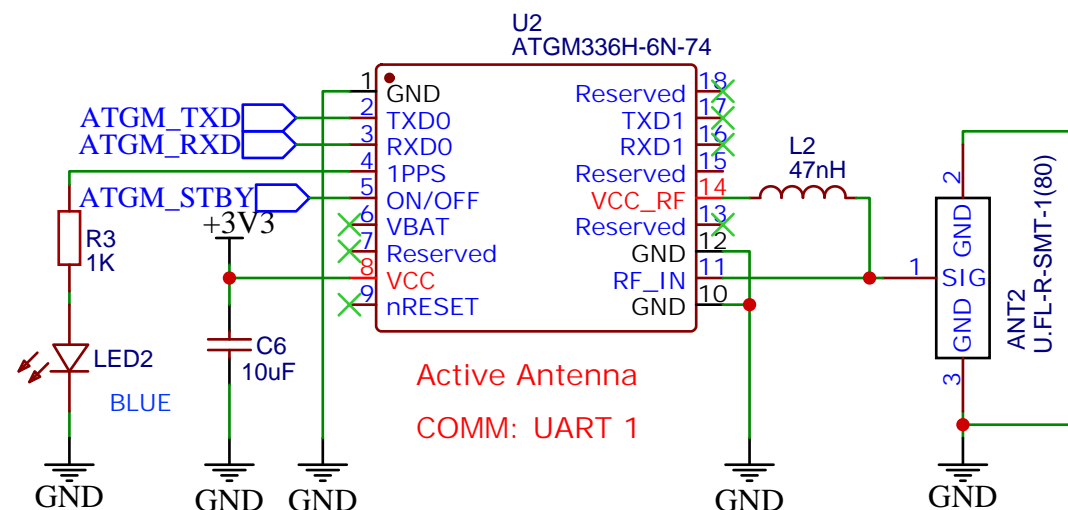 U2
ATGM336H-6N-74
1
GND
2
TXD0
3
RXD0
4
1PPS
5
ON/OFF
6
VBAT
7
Reserved
8
VCC
9
nRESET
18
Reserved
17
TXD1
16
RXD1
15
Reserved
14
VCC_RF
13
Reserved
12
GND
11
RF_IN
10
GND
ATGM_TXD
ATGM_RXD
ATGM_STBY
+3V3
R3
1K
LED2
BLUE
C6
10uF
Active Antenna
COMM: UART 1
L2
47nH
2
GND
1
SIG
GND
3
ANT2
U.FL-R-SMT-1(80)
GND
GND
GND
GND
GND